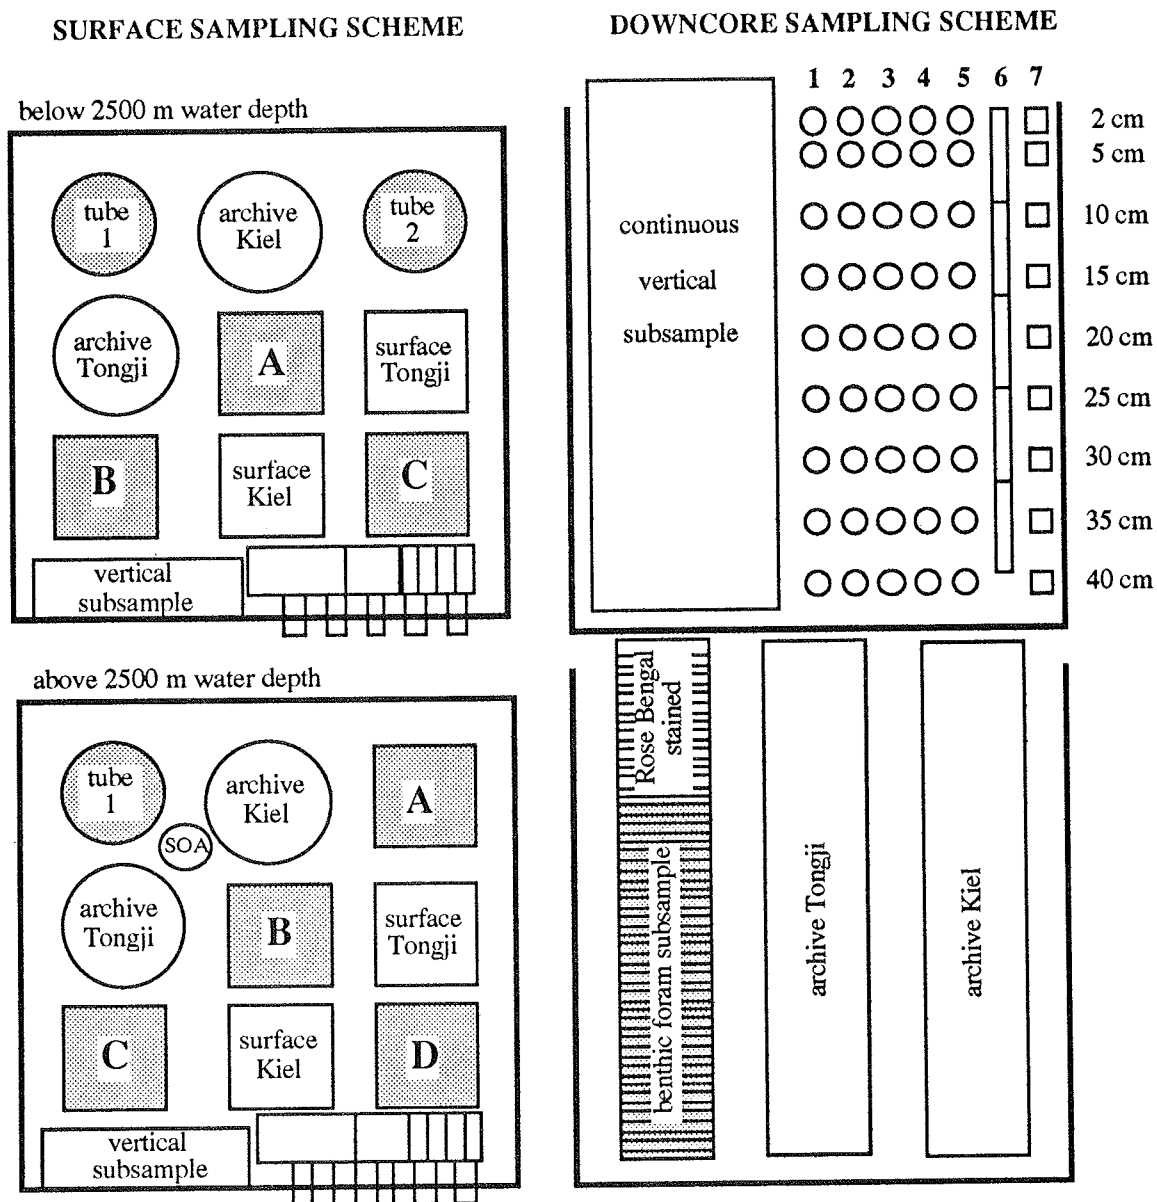 SURFACE SAMPLING SCHEME
below 2500 m water depth
tube
1
archive
Kiel
tube
2
archive
Tongji
A
surface
Tongji
B
surface
Kiel
C
vertical
subsample
above 2500 m water depth
tube
1
archive
Kiel
A
SOA
archive
Tongji
B
surface
Tongji
C
surface
Kiel
D
vertical
subsample
DOWNCORE SAMPLING SCHEME
1 2 3 4 5 6 7
continuous
vertical
subsample
2 cm
5 cm
10 cm
15 cm
20 cm
25 cm
30 cm
35 cm
40 cm
Rose Bengal
stained
benthic foram subsample
archive Tongji
archive Kiel